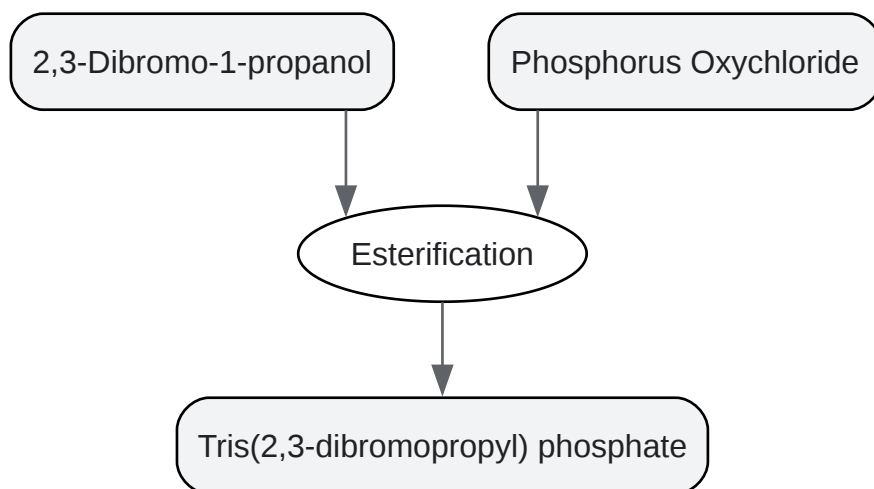 2,3-Dibromo-1-propanol
Phosphorus Oxychloride
Esterification
Tris(2,3-dibromopropyl) phosphate